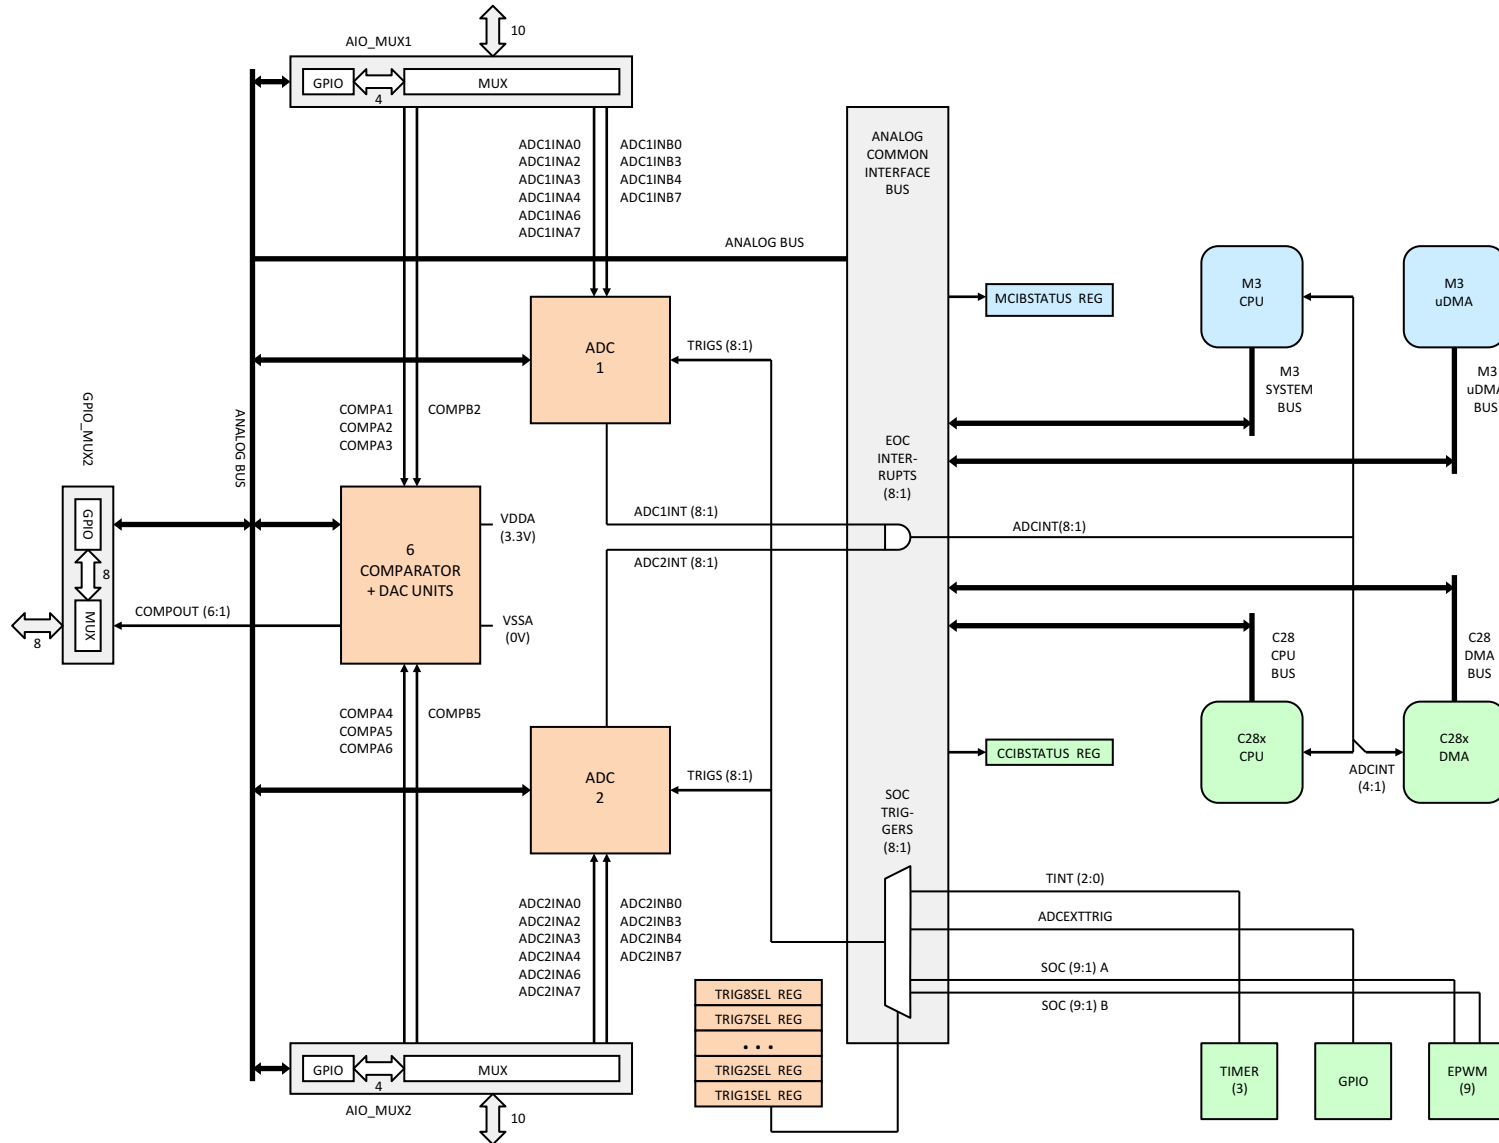 10
AIO_MUX1
GPIO
4
MUX
ADC1INA0
ADC1INA2
ADC1INA3
ADC1INA4
ADC1INA6
ADC1INA7
ADC1INB0
ADC1INB3
ADC1INB4
ADC1INB7
ANALOG
COMMON
INTERFACE
BUS
ANALOG BUS
MCIBSTATUS REG
M3
CPU
M3
uDMA
ADC
1
TRIGS (8:1)
M3
SYSTEM
BUS
M3
uDMA
BUS
COMPA1
COMPA2
COMPA3
COMPB2
GPIO_MUX2
ANALOG BUS
EOC
INTER-
RUPTS
(8:1)
GPIO
8
MUX
8
6
COMPARATOR
+ DAC UNITS
VDDA
(3.3V)
VSSA
(0V)
ADC1INT (8:1)
ADC2INT (8:1)
ADCINT(8:1)
COMPOUT (6:1)
C28
CPU
BUS
C28
DMA
BUS
COMPA4
COMPA5
COMPA6
COMPB5
CCIBSTATUS REG
C28x
CPU
C28x
DMA
ADCINT
(4:1)
ADC
2
TRIGS (8:1)
SOC
TRIG-
GERS
(8:1)
ADC2INA0
ADC2INA2
ADC2INA3
ADC2INA4
ADC2INA6
ADC2INA7
ADC2INB0
ADC2INB3
ADC2INB4
ADC2INB7
TINT (2:0)
ADCEXTTRIG
SOC (9:1) A
SOC (9:1) B
TRIG8SEL REG
TRIG7SEL REG
. . .
TRIG2SEL REG
TRIG1SEL REG
GPIO
4
MUX
AIO_MUX2
10
TIMER
(3)
GPIO
EPWM
(9)